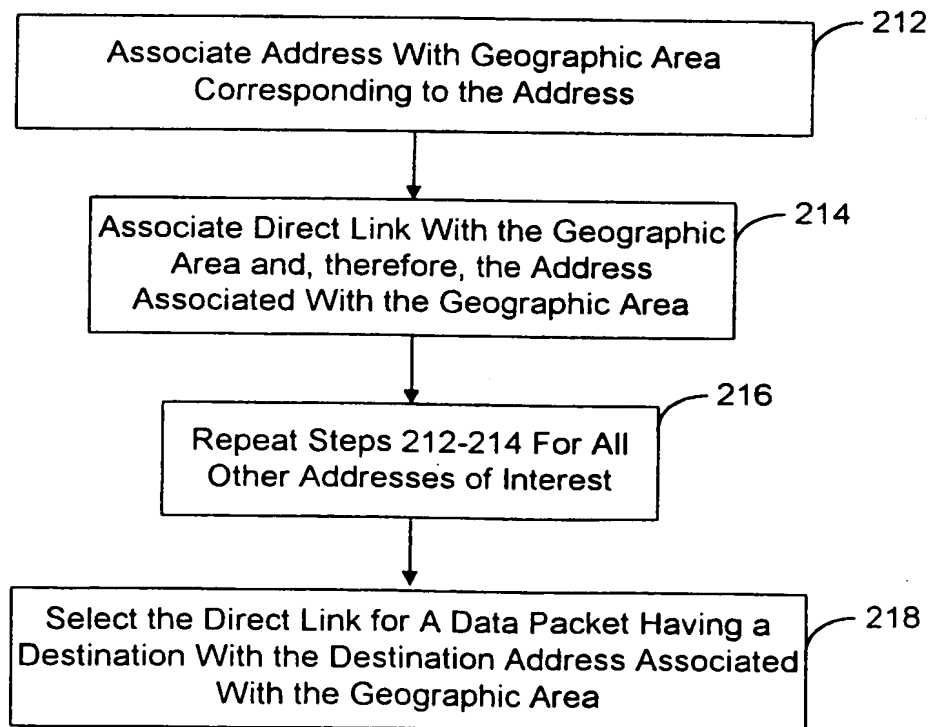 212
Associate Address With Geographic Area
Corresponding to the Address
214
Associate Direct Link With the Geographic
Area and, therefore, the Address
Associated With the Geographic Area
216
Repeat Steps 212-214 For All
Other Addresses of Interest
218
Select the Direct Link for A Data Packet Having a
Destination With the Destination Address Associated
With the Geographic Area